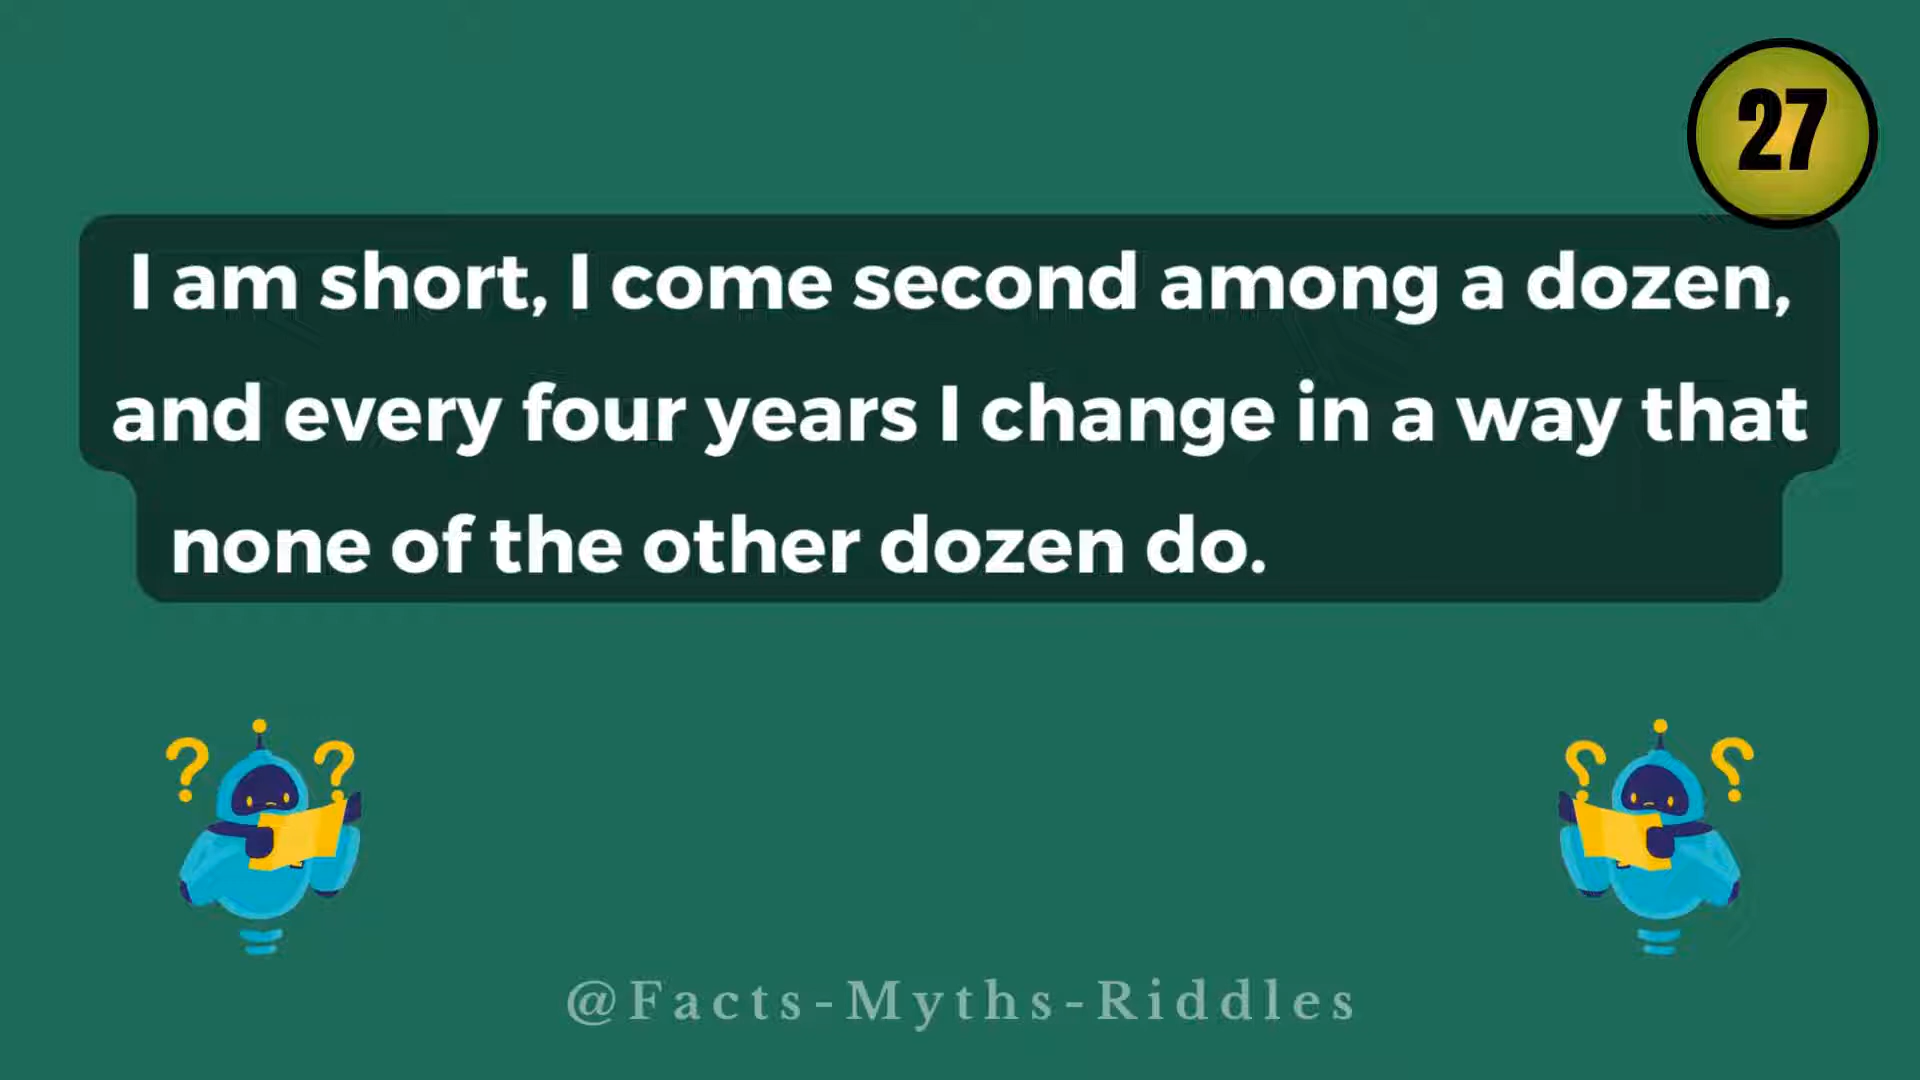 27
I am short, I come second among a dozen,
and every four years I change in a way that
none of the other dozen do.
? ? ? ?
@Facts-Myths-Riddles